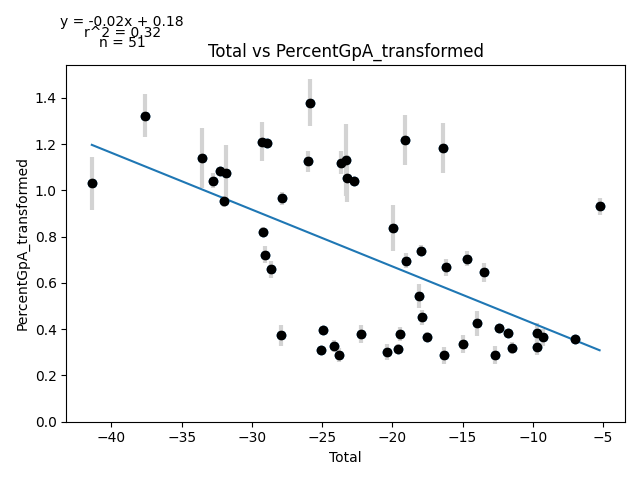 y = -0.02x + 0.18
r^2 = 0.32
n = 51
Total vs PercentGpA_transformed
1.4
1.2
1.0
0.8
0.6
0.4
0.2
0.0
PercentGpA_transformed
−40 −35 −30 −25 −20 −15 −10 −5
Total